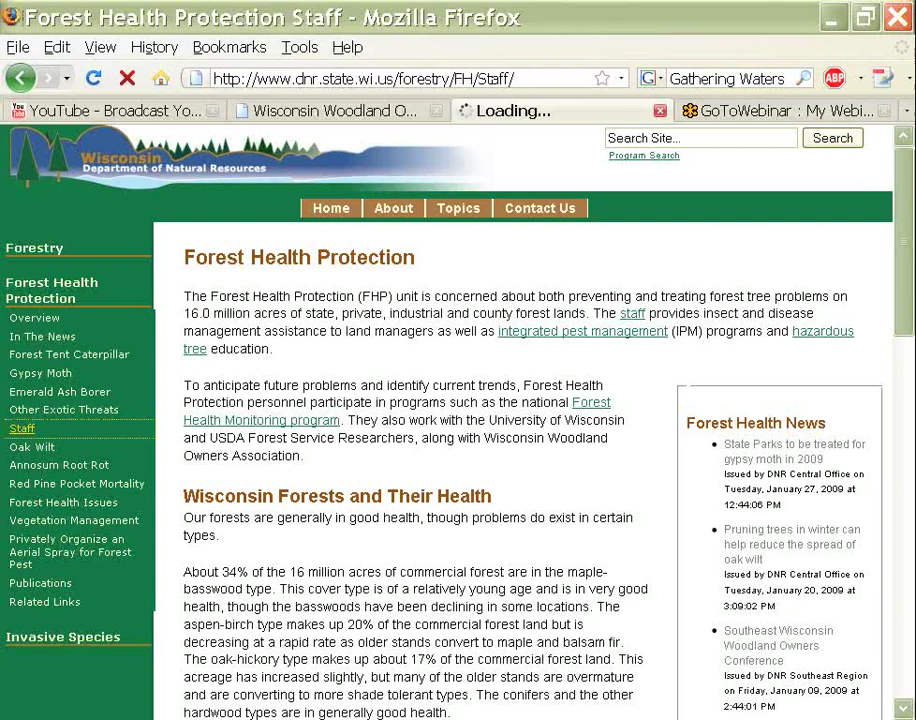 Forest Health Protection Staff - Mozilla Firefox
File Edit View History Bookmarks Tools Help
http://www.dnr.state.wi.us/forestry/FH/Staff/
G Gathering Waters
ABP
YouTube - Broadcast Yo...
Wisconsin Woodland O...
Loading...
GoToWebinar : My Webi...
Wisconsin
Department of Natural Resources
Search Site...
Search
Program Search
Home
About
Topics
Contact Us
Forestry
Forest Health
Protection
Overview
In The News
Forest Tent Caterpillar
Gypsy Moth
Emerald Ash Borer
Other Exotic Threats
Staff
Oak Wilt
Annosum Root Rot
Red Pine Pocket Mortality
Forest Health Issues
Vegetation Management
Privately Organize an
Aerial Spray for Forest
Pest
Publications
Related Links
Invasive Species
Forest Health Protection
The Forest Health Protection (FHP) unit is concerned about both preventing and treating forest tree problems on
16.0 million acres of state, private, industrial and county forest lands. The staff provides insect and disease
management assistance to land managers as well as integrated pest management (IPM) programs and hazardous
tree education.
To anticipate future problems and identify current trends, Forest Health
Protection personnel participate in programs such as the national Forest
Health Monitoring program. They also work with the University of Wisconsin
and USDA Forest Service Researchers, along with Wisconsin Woodland
Owners Association.
Wisconsin Forests and Their Health
Our forests are generally in good health, though problems do exist in certain
types.
About 34% of the 16 million acres of commercial forest are in the maple-
basswood type. This cover type is of a relatively young age and is in very good
health, though the basswoods have been declining in some locations. The
aspen-birch type makes up 20% of the commercial forest land but is
decreasing at a rapid rate as older stands convert to maple and balsam fir.
The oak-hickory type makes up about 17% of the commercial forest land. This
acreage has increased slightly, but many of the older stands are overmature
and are converting to more shade tolerant types. The conifers and the other
hardwood types are in generally good health.
Forest Health News
State Parks to be treated for
gypsy moth in 2009
Issued by DNR Central Office on
Tuesday, January 27, 2009 at
12:44:06 PM
Pruning trees in winter can
help reduce the spread of
oak wilt
Issued by DNR Central Office on
Tuesday, January 20, 2009 at
3:09:02 PM
Southeast Wisconsin
Woodland Owners
Conference
Issued by DNR Southeast Region
on Friday, January 09, 2009 at
2:44:01 PM